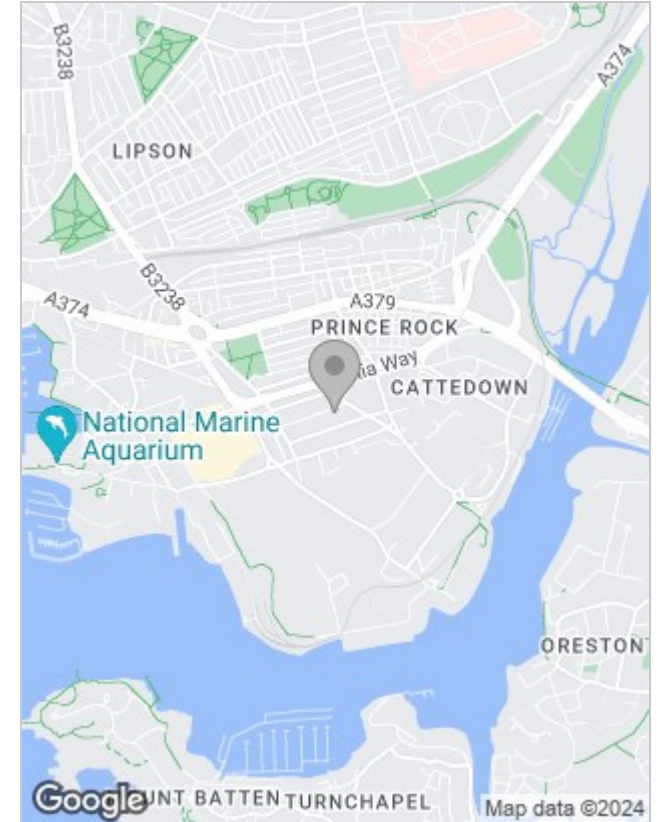 B3238
A374
LIPSON
B3238
A374
A379
PRINCE ROCK
Way
CATTEDOWN
National Marine
Aquarium
ORESTON
Google
BATTEN
TURNCHAPEL
Map data ©2024